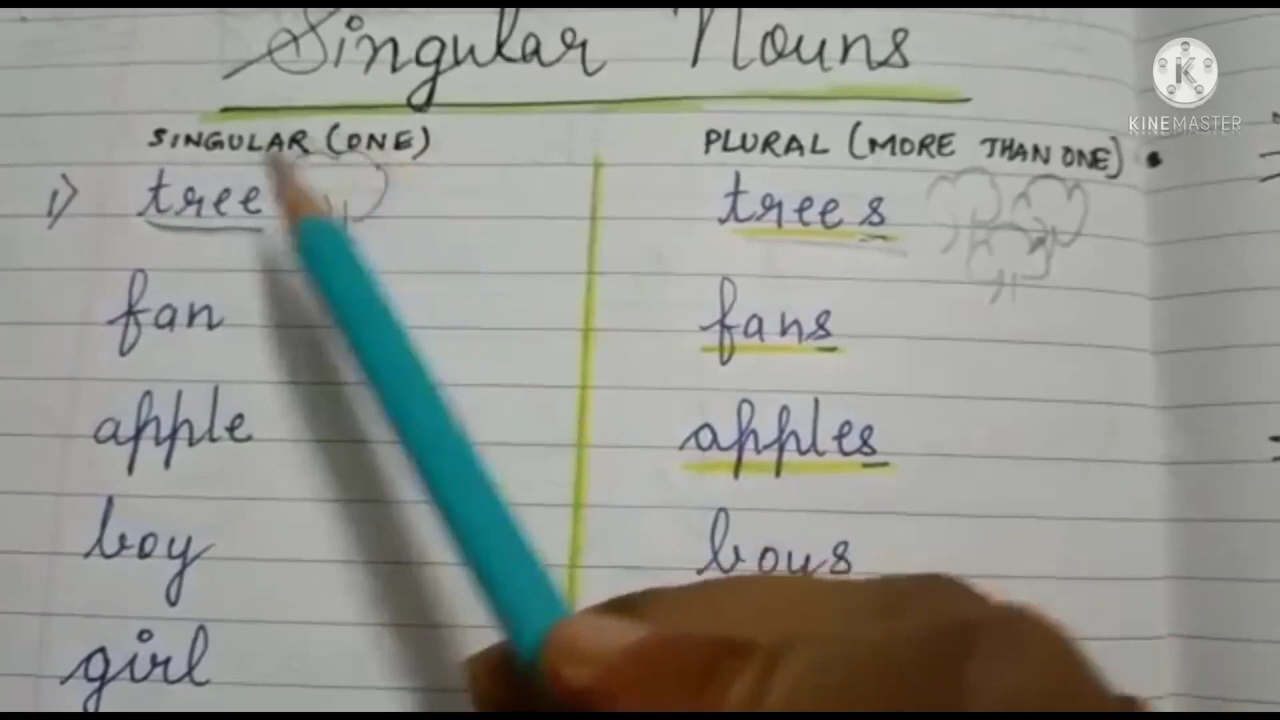 Singular Nouns
SINGULAR (ONE) PLURAL (MORE THAN ONE)
1) tree trees
fan fans
apple apples
boy boys
girl
KINEMASTER